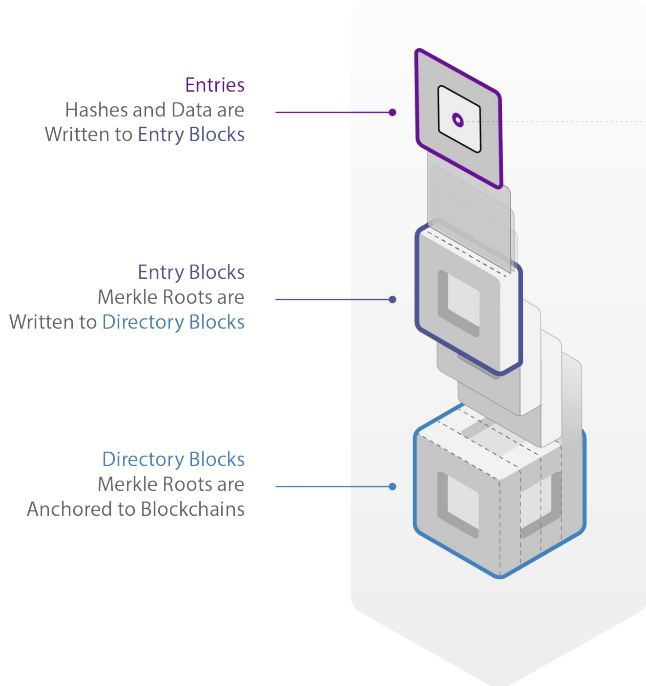 Entries
Hashes and Data are
Written to Entry Blocks
Entry Blocks
Merkle Roots are
Written to Directory Blocks
Directory Blocks
Merkle Roots are
Anchored to Blockchains